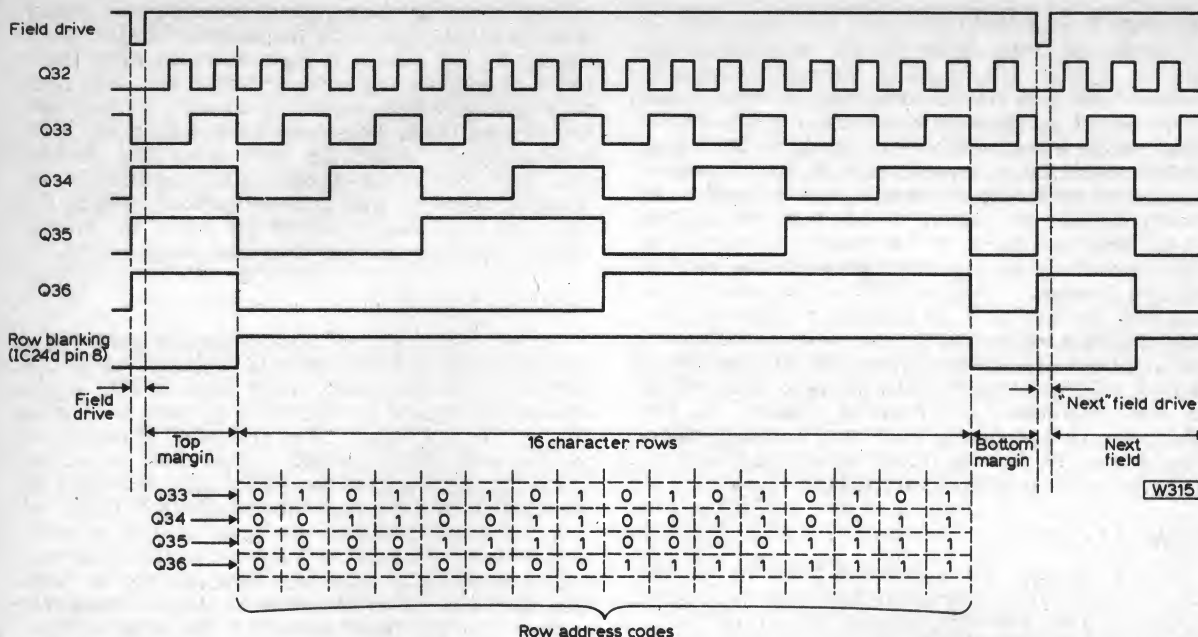 Field drive
Q32
Q33
Q34
Q35
Q36
Row blanking
(IC24d pin 8)
Field
drive
"Next" field drive
Top
margin
16 character rows
Bottom
margin
Next
field
W315
Q33 0 1 0 1 0 1 0 1 0 1 0 1 0 1 0 1
Q34 0 0 1 1 0 0 1 1 0 0 1 1 0 0 1 1
Q35 0 0 0 0 1 1 1 1 0 0 0 0 1 1 1 1
Q36 0 0 0 0 0 0 0 0 1 1 1 1 1 1 1 1
Row address codes